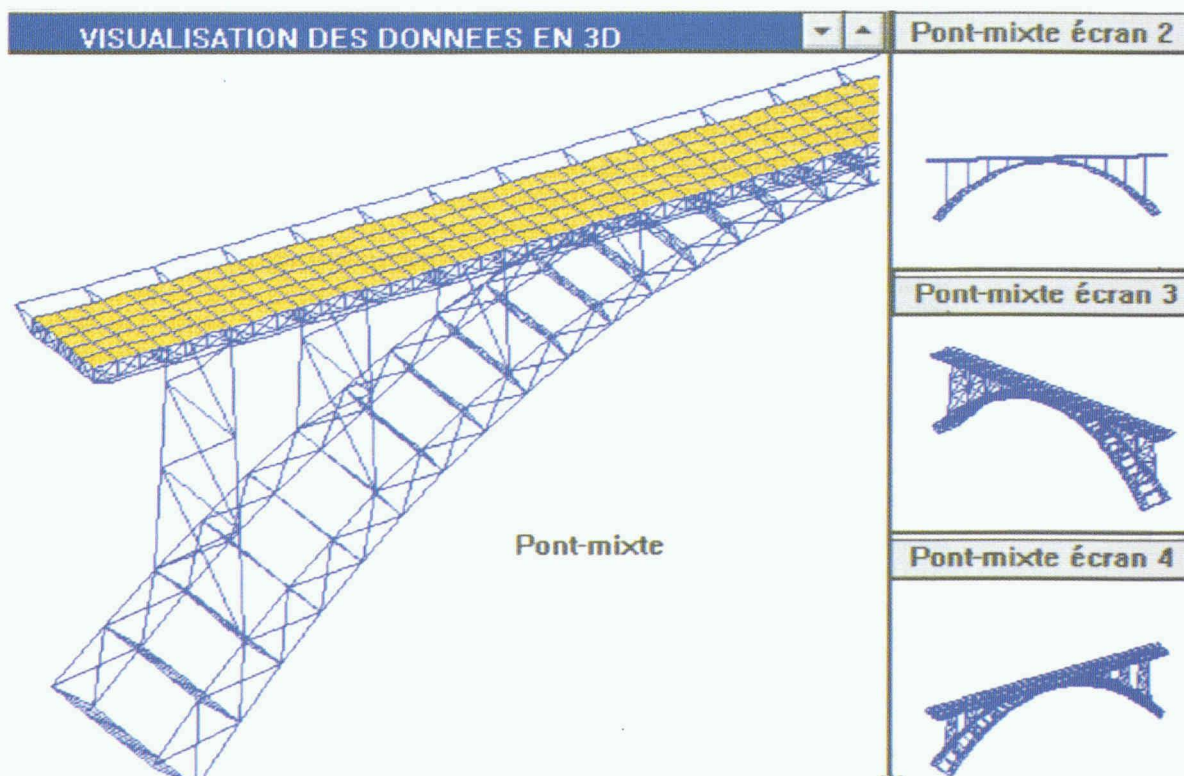 VISUALISATION DES DONNEES EN 3D
Pont-mixte écran 2
Pont-mixte écran 3
Pont-mixte
Pont-mixte écran 4